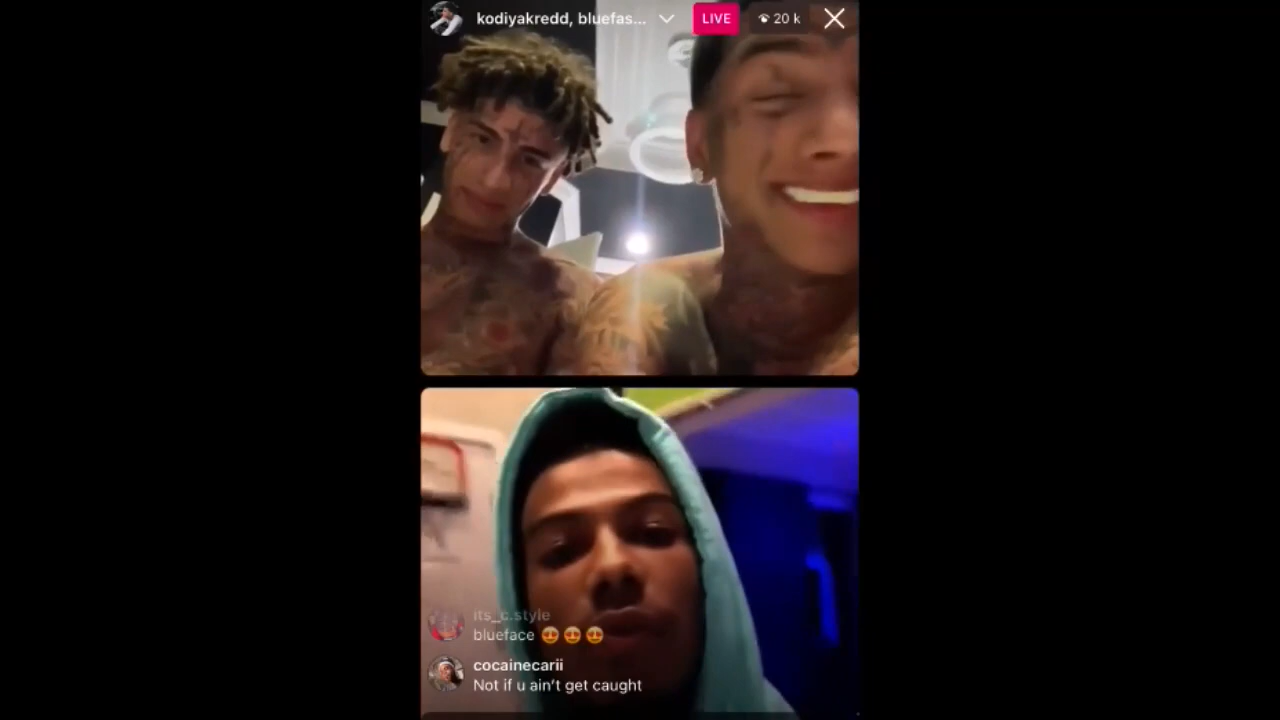 kodiyakredd, bluefas...
LIVE
20 k
its_c.style
blueface 😍😍😍
cocainecarii
Not if u ain't get caught